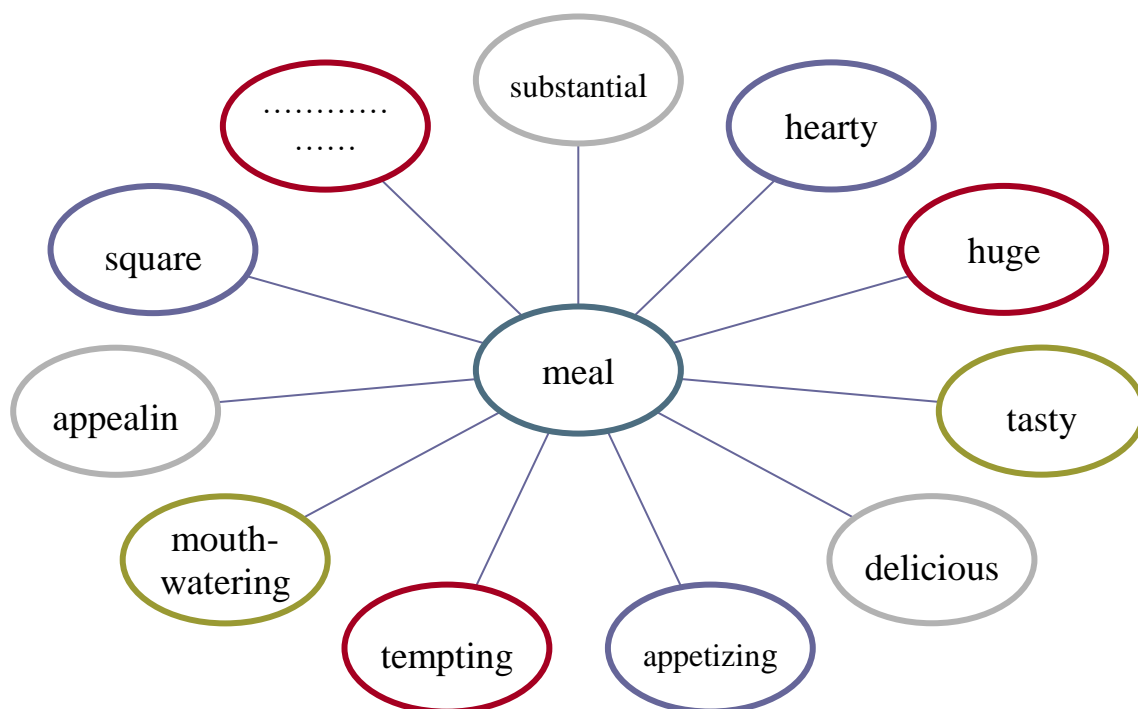 substantial
hearty
huge
tasty
delicious
appetizing
tempting
mouth-
watering
appealin
square
…………
……
meal